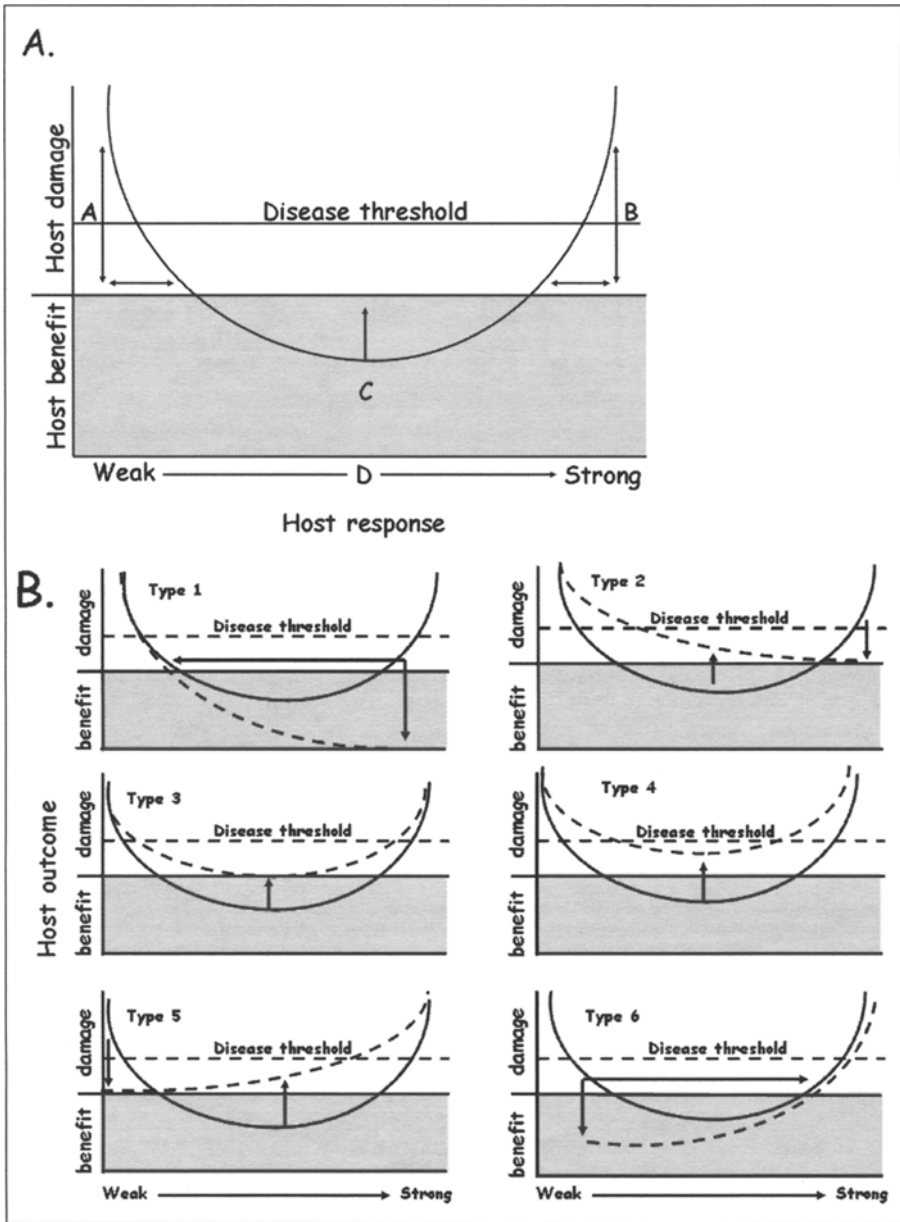 A.
Host damage
Host benefit
A
Disease threshold
B
C
Weak D Strong
Host response
B.
Host outcome
damage
benefit
Type 1
Disease threshold
damage
benefit
Type 2
Disease threshold
damage
benefit
Type 3
Disease threshold
damage
benefit
Type 4
Disease threshold
damage
benefit
Type 5
Disease threshold
Weak Strong
damage
benefit
Type 6
Disease threshold
Weak Strong